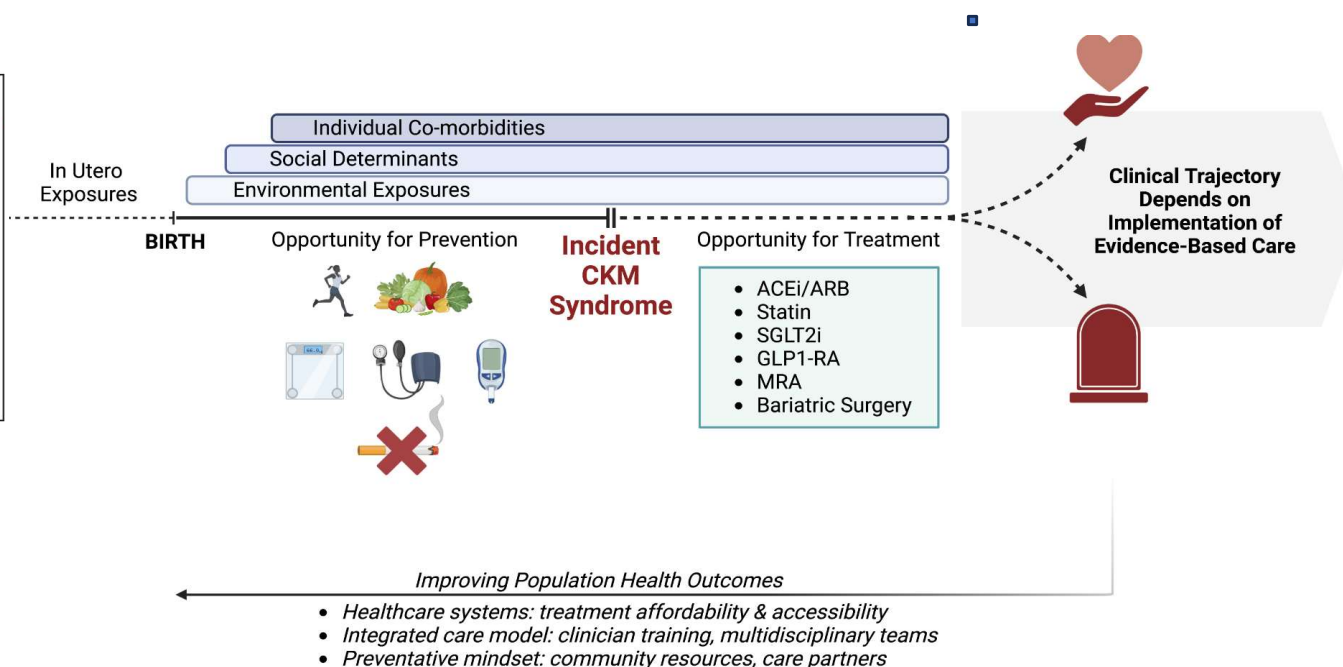 Individual Co-morbidities
Social Determinants
Environmental Exposures
In Utero
Exposures
BIRTH
Opportunity for Prevention
Incident
CKM
Syndrome
Opportunity for Treatment
• ACEi/ARB
• Statin
• SGLT2i
• GLP1-RA
• MRA
• Bariatric Surgery
Clinical Trajectory
Depends on
Implementation of
Evidence-Based Care
Improving Population Health Outcomes
• Healthcare systems: treatment affordability & accessibility
• Integrated care model: clinician training, multidisciplinary teams
• Preventative mindset: community resources, care partners